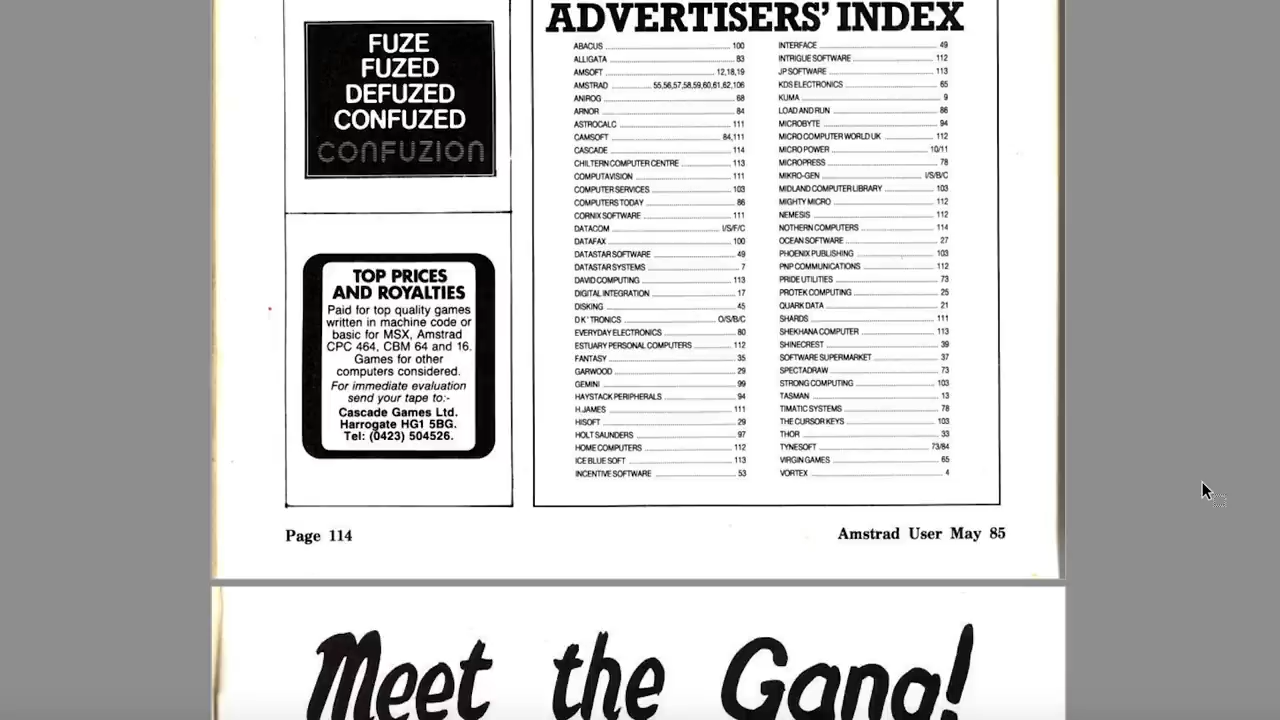 FUZE
FUZED
DEFUZED
CONFUZED
CONFUZION
TOP PRICES
AND ROYALTIES
Paid for top quality games
written in machine code or
basic for MSX, Amstrad
CPC 464, CBM 64 and 16.
Games for other
computers considered.
For immediate evaluation
send your tape to:-
Cascade Games Ltd.
Harrogate HG1 5BG.
Tel: (0423) 504526.
ADVERTISERS' INDEX
ABACUS 100
ALLIGATA 83
AMSOFT 12,18,19
AMSTRAD 55,56,57,58,59,60,61,62,106
ANIROG 68
ARNOR 84
ASTROCALC 111
CAMSOFT 84,111
CASCADE 114
CHILTERN COMPUTER CENTRE 113
COMPUTAVISION 111
COMPUTER SERVICES 103
COMPUTERS TODAY 86
CORNIX SOFTWARE 111
DATACOM I/S/F/C
DATAFAX 100
DATASTAR SOFTWARE 49
DATASTAR SYSTEMS 7
DAVID COMPUTING 113
DIGITAL INTEGRATION 17
DISKING 45
D K 'TRONICS O/S/B/C
EVERYDAY ELECTRONICS 80
ESTUARY PERSONAL COMPUTERS 112
FANTASY 35
GARWOOD 29
GEMINI 99
HAYSTACK PERIPHERALS 94
H.JAMES 111
HISOFT 29
HOLT SAUNDERS 97
HOME COMPUTERS 112
ICE BLUE SOFT 113
INCENTIVE SOFTWARE 53
INTERFACE 49
INTRIGUE SOFTWARE 112
JP SOFTWARE 113
KDS ELECTRONICS 65
KUMA 9
LOAD AND RUN 86
MICROBYTE 94
MICRO COMPUTER WORLD UK 112
MICRO POWER 10/11
MICROPRESS 78
MIKRO-GEN I/S/B/C
MIDLAND COMPUTER LIBRARY 103
MIGHTY MICRO 112
NEMESIS 112
NOTHERN COMPUTERS 114
OCEAN SOFTWARE 27
PHOENIX PUBLISHING 103
PNP COMMUNICATIONS 112
PRIDE UTILITIES 73
PROTEK COMPUTING 25
QUARK DATA 21
SHARDS 111
SHEKHANA COMPUTER 113
SHINECREST 39
SOFTWARE SUPERMARKET 37
SPECTADRAW 73
STRONG COMPUTING 103
TASMAN 13
TIMATIC SYSTEMS 78
THE CURSOR KEYS 103
THOR 33
TYNESOFT 73/84
VIRGIN GAMES 65
VORTEX 4
Page 114
Amstrad User May 85
Meet the Gang!